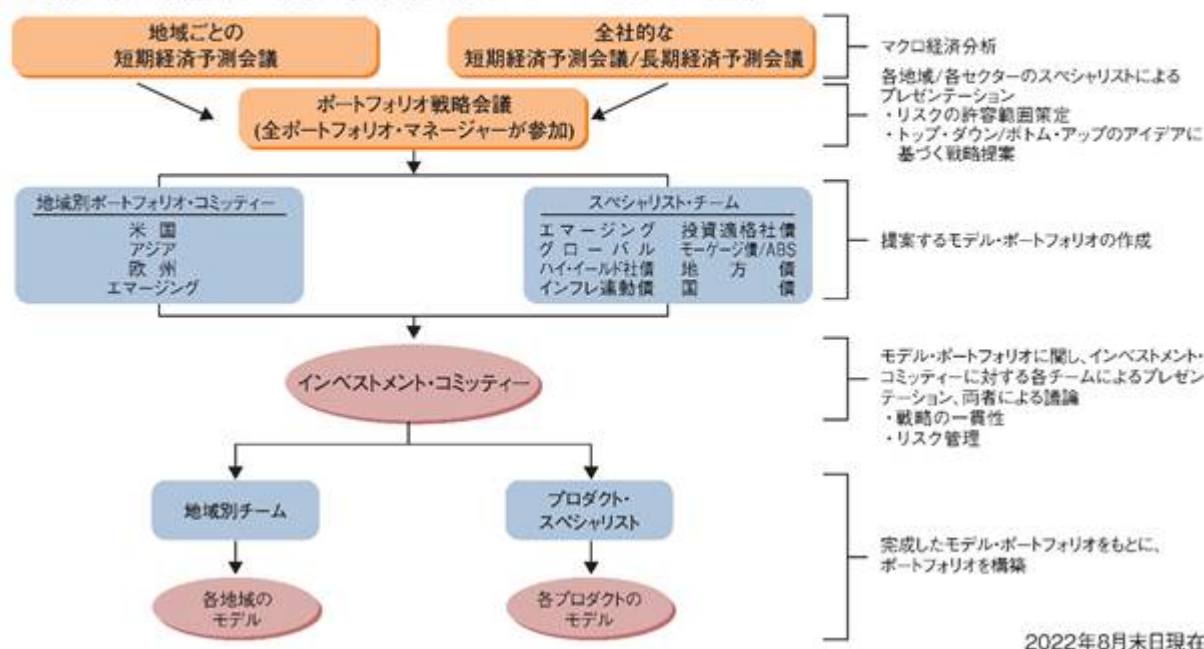 地域ごとの
短期経済予測会議
全社的な
短期経済予測会議/長期経済予測会議
マクロ経済分析
ポートフォリオ戦略会議
(全ポートフォリオ・マネージャーが参加)
各地域/各セクターのスペシャリストによる
プレゼンテーション
・リスクの許容範囲策定
・トップ・ダウン/ボトム・アップのアイデアに
基づく戦略提案
地域別ポートフォリオ・コミッティー
米国
アジア
欧州
エマージング
スペシャリスト・チーム
エマージング 投資適格社債
グローバル モーゲージ債/ABS
ハイ・イールド社債 地方債
インフレ連動債 国債
提案するモデル・ポートフォリオの作成
インベストメント・コミッティー
モデル・ポートフォリオに関し、インベストメント・
コミッティーに対する各チームによるプレゼン
テーション、両者による議論
・戦略の一貫性
・リスク管理
地域別チーム
プロダクト・
スペシャリスト
各地域の
モデル
各プロダクトの
モデル
完成したモデル・ポートフォリオをもとに、
ポートフォリオを構築
2022年8月末日現在